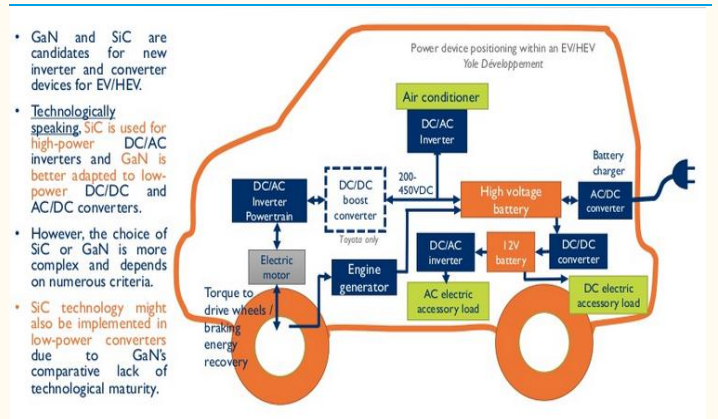 • GaN and SiC are
candidates for new
inverter and converter
devices for EV/HEV.
• Technologically
speaking, SiC is used for
high-power DC/AC
inverters and GaN is
better adapted to low-
power DC/DC and
AC/DC converters.
• However, the choice of
SiC or GaN is more
complex and depends
on numerous criteria.
• SiC technology might
also be implemented in
low-power converters
due to GaN's
comparative lack of
technological maturity.
Power device positioning within an EV/HEV
Yole Développement
Air conditioner
DC/AC
Inverter
Battery
charger
DC/AC
Inverter
Powertrain
DC/DC
boost
converter
Toyota only
200-
450VDC
High voltage
battery
AC/DC
converter
Electric
motor
Engine
generator
DC/AC
inverter
12V
battery
DC/DC
converter
AC electric
accessory load
DC electric
accessory load
Torque to
drive wheels /
braking
energy
recovery